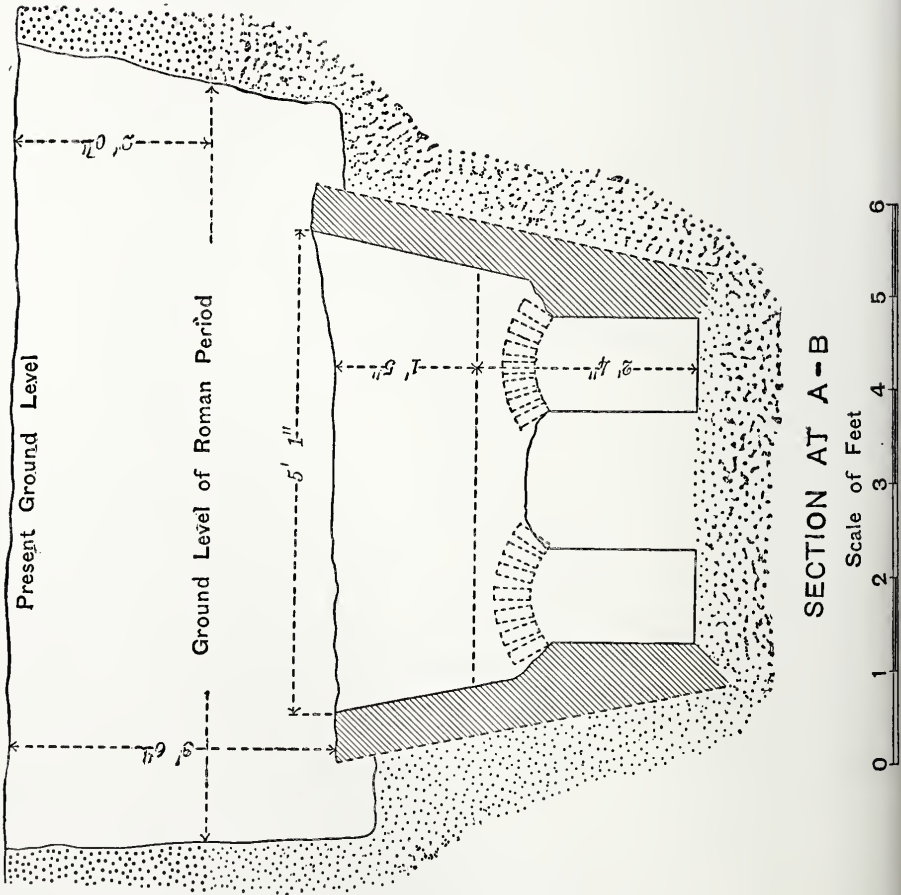 Present Ground Level
2' 0"
Ground Level of Roman Period
3' 6"
5' 1"
1' 5"
2' 4"
SECTION AT A-B
Scale of Feet
0 1 2 3 4 5 6